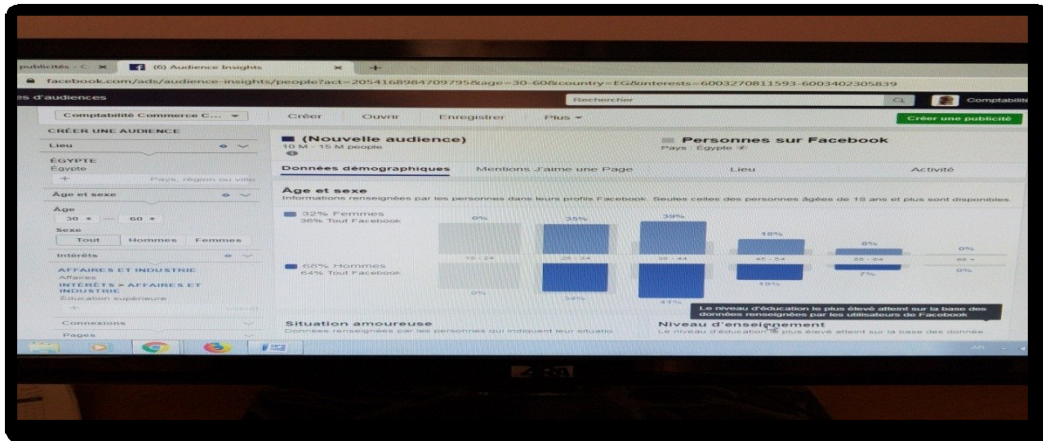 publicités - C
(6) Audience Insights
facebook.com/ads/audience-insights/people?act=2054168984709795&age=30-60&country=EG&interests=6003270811593-6003402305839
es d'audiences
Rechercher
Comptabilité
Comptabilité Commerce C...
Créer
Ouvrir
Enregistrer
Plus
Créer une publicité
CRÉER UNE AUDIENCE
Lieu
ÉGYPTE
Égypte
+ Pays, région ou ville
Âge et sexe
Âge
30 — 60
Sexe
Tout
Hommes
Femmes
Intérêts
AFFAIRES ET INDUSTRIE
Affaires
INTÉRÊTS > AFFAIRES ET
INDUSTRIE
Éducation supérieure
+
Connexions
Pages
(Nouvelle audience)
10 M - 15 M people
Personnes sur Facebook
Pays : Égypte
Données démographiques
Mentions J'aime une Page
Lieu
Activité
Âge et sexe
Informations renseignées par les personnes dans leurs profils Facebook. Seules celles des personnes âgées de 18 ans et plus sont disponibles.
32% Femmes
36% Tout Facebook
0%
35%
39%
18%
8%
0%
18 - 24
25 - 34
35 - 44
45 - 54
55 - 64
65 +
68% Hommes
64% Tout Facebook
0%
34%
41%
18%
7%
0%
Le niveau d'éducation le plus élevé atteint sur la base des
données renseignées par les utilisateurs de Facebook
Situation amoureuse
Données renseignées par les personnes qui indiquent leur situatio
Niveau d'enseignement
Le niveau d'éducation le plus élevé atteint sur la base des donnée